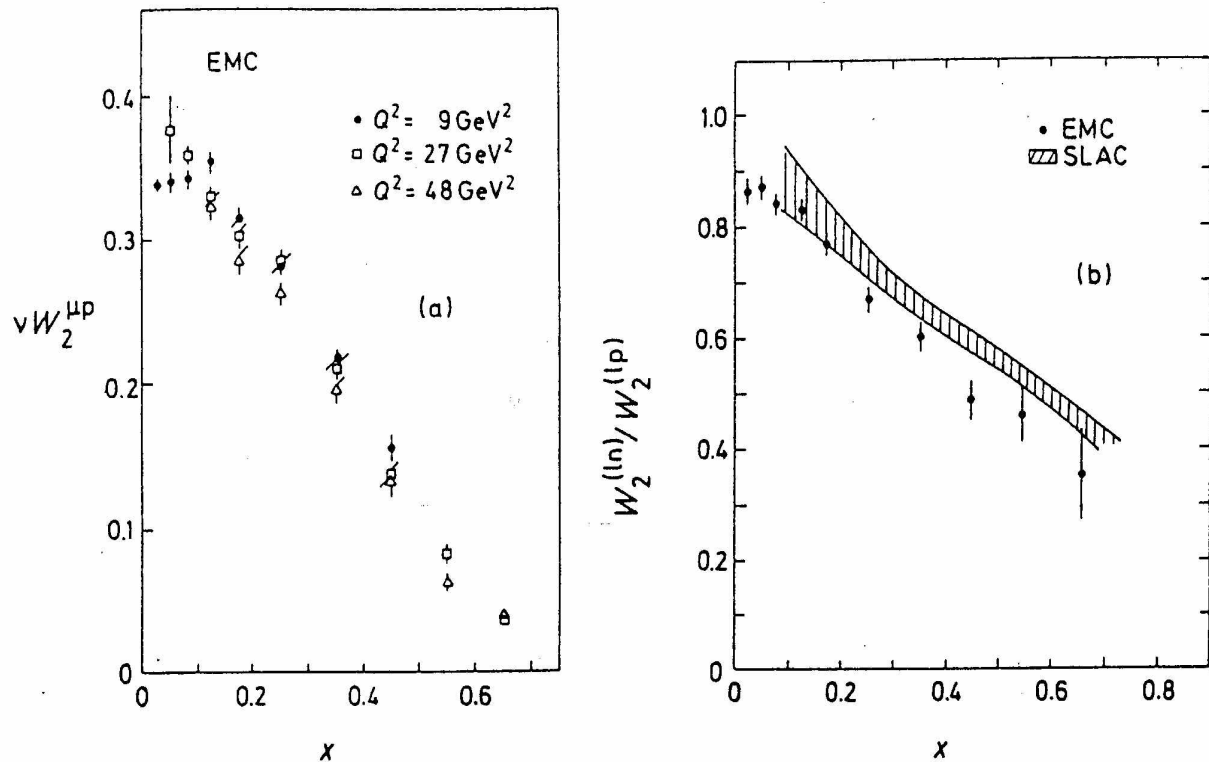 EMC
• Q² = 9 GeV²
□ Q² = 27 GeV²
△ Q² = 48 GeV²
0.4
0.3
0.2
0.1
0
νW₂^μp
(a)
0 0.2 0.4 0.6
x
• EMC
SLAC
1.0
0.8
0.6
0.4
0.2
0
W₂^(ln)/W₂^(lp)
(b)
0 0.2 0.4 0.6 0.8
x